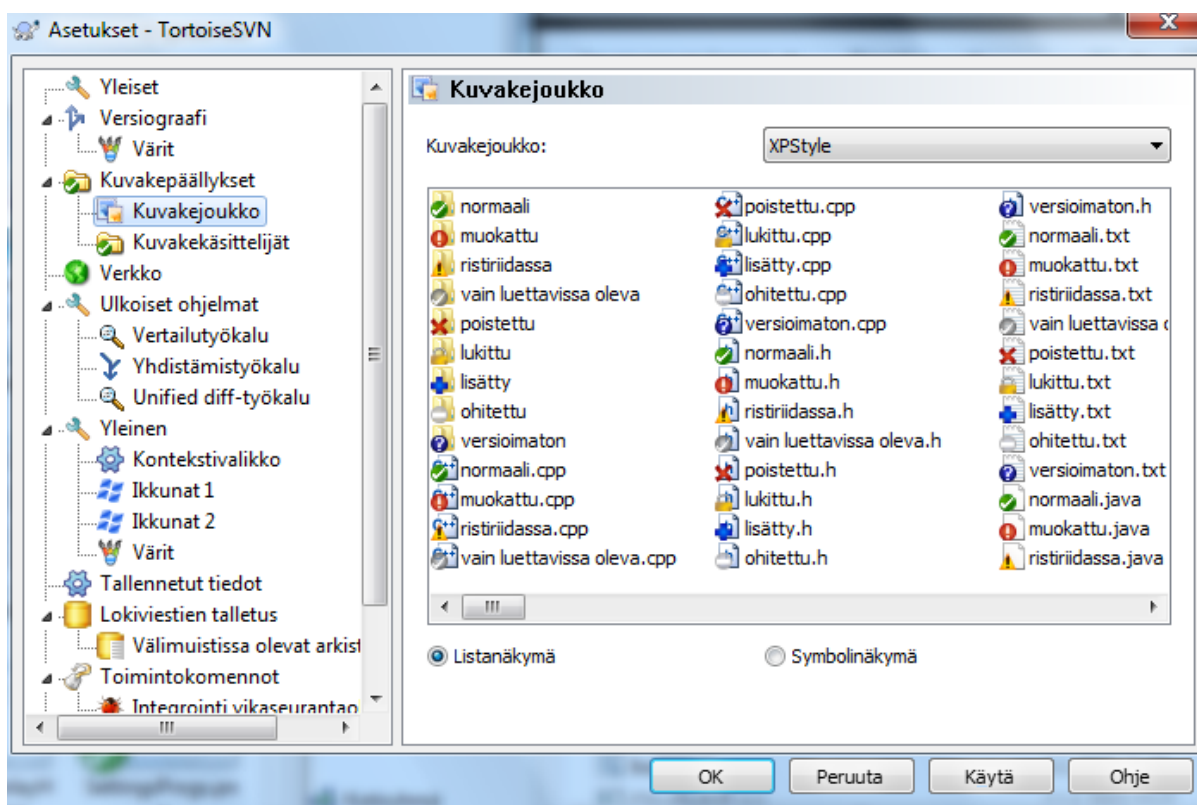 Asetukset - TortoiseSVN
Yleiset
Versiograafi
Värit
Kuvakepäällykset
Kuvakejoukko
Kuvakekäsittelijät
Verkko
Ulkoiset ohjelmat
Vertailutyökalu
Yhdistämistyökalu
Unified diff-työkalu
Yleinen
Kontekstivalikko
Ikkunat 1
Ikkunat 2
Värit
Tallennetut tiedot
Lokiviestien talletus
Välimuistissa olevat arkist
Toimintokomennot
Integrointi vikaseurantao
Kuvakejoukko
Kuvakejoukko:
XPStyle
normaali
muokattu
ristiriidassa
vain luettavissa oleva
poistettu
lukittu
lisätty
ohitettu
versioimaton
normaali.cpp
muokattu.cpp
ristiriidassa.cpp
vain luettavissa oleva.cpp
poistettu.cpp
lukittu.cpp
lisätty.cpp
ohitettu.cpp
versioimaton.cpp
normaali.h
muokattu.h
ristiriidassa.h
vain luettavissa oleva.h
poistettu.h
lukittu.h
lisätty.h
ohitettu.h
versioimaton.h
normaali.txt
muokattu.txt
ristiriidassa.txt
vain luettavissa
poistettu.txt
lukittu.txt
lisätty.txt
ohitettu.txt
versioimaton.txt
normaali.java
muokattu.java
ristiriidassa.java
Listanäkymä
Symbolinäkymä
OK
Peruuta
Käytä
Ohje